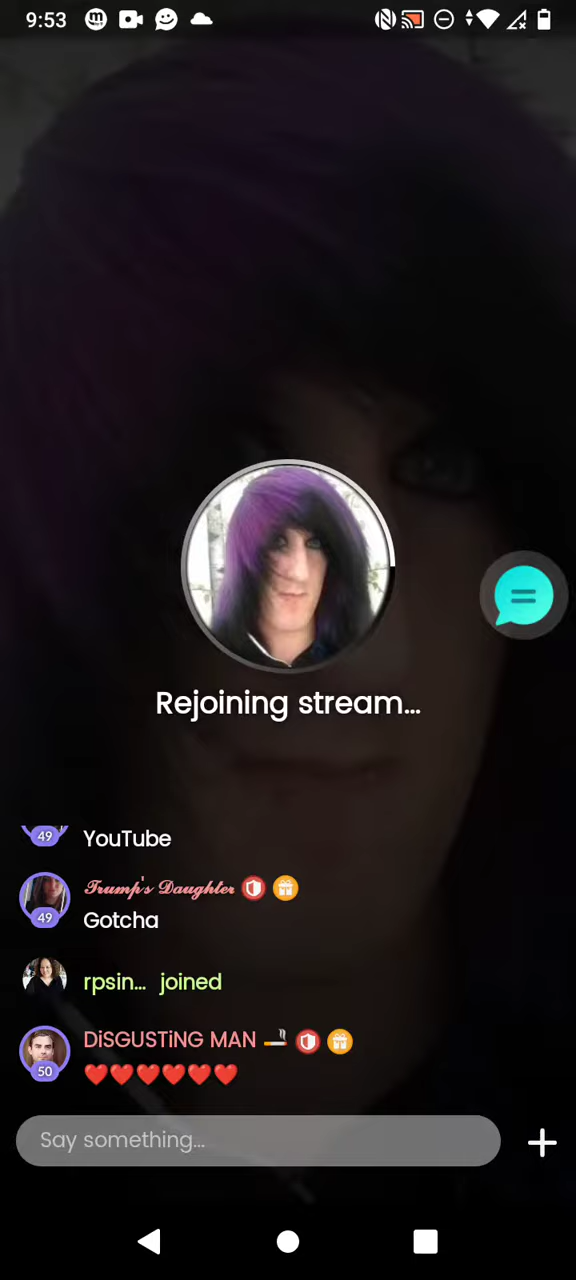 9:53
Rejoining stream...
49
YouTube
Trump's Daughter
49
Gotcha
rpsin... joined
DiSGUSTiNG MAN 🚬
50
❤️❤️❤️❤️❤️❤️
Say something...